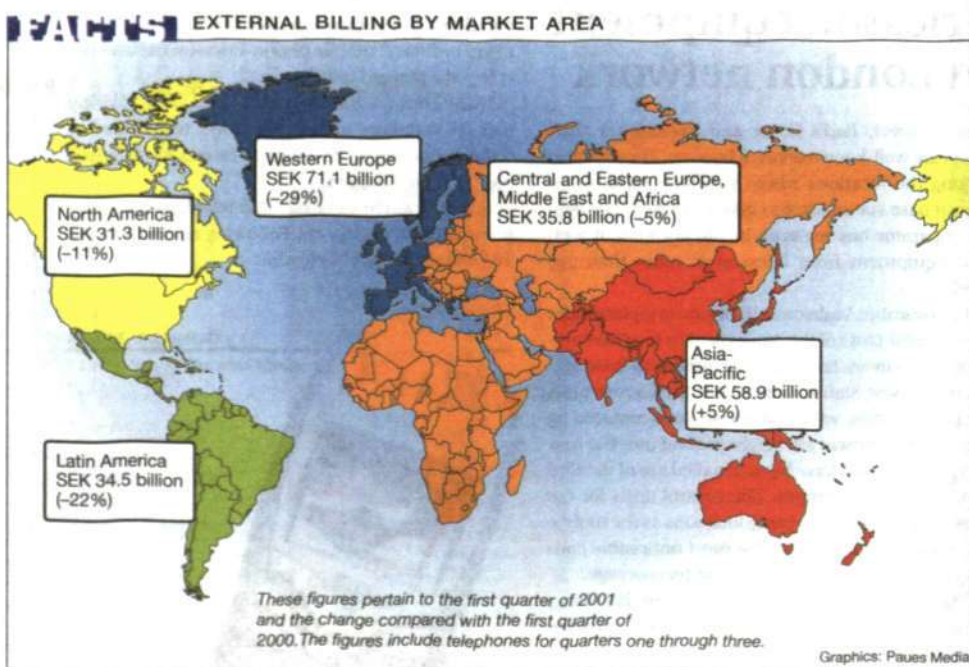 FACTS EXTERNAL BILLING BY MARKET AREA
Western Europe
SEK 71.1 billion
(–29%)
Central and Eastern Europe,
Middle East and Africa
SEK 35.8 billion (–5%)
North America
SEK 31.3 billion
(–11%)
Asia-
Pacific
SEK 58.9 billion
(+5%)
Latin America
SEK 34.5 billion
(–22%)
These figures pertain to the first quarter of 2001
and the change compared with the first quarter of
2000. The figures include telephones for quarters one through three.
Graphics: Paues Media